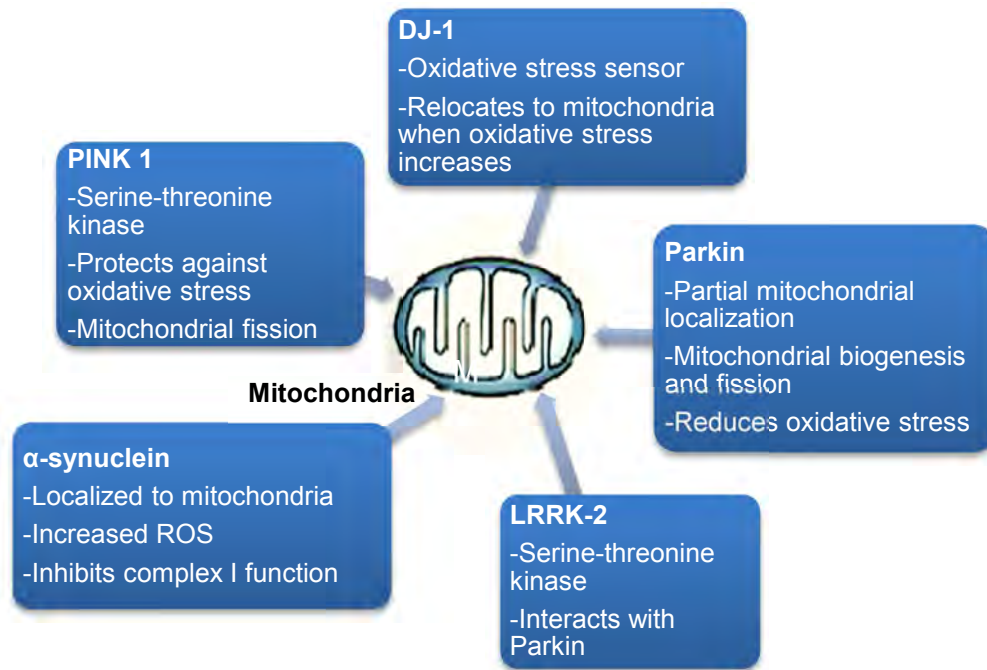 DJ-1
-Oxidative stress sensor
-Relocates to mitochondria
when oxidative stress
increases
PINK 1
-Serine-threonine
kinase
-Protects against
oxidative stress
-Mitochondrial fission
Parkin
-Partial mitochondrial
localization
-Mitochondrial biogenesis
and fission
-Reduces oxidative stress
M
Mitochondria
α-synuclein
-Localized to mitochondria
-Increased ROS
-Inhibits complex I function
LRRK-2
-Serine-threonine
kinase
-Interacts with
Parkin